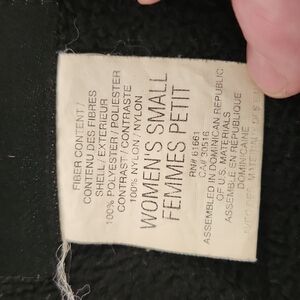 FIBER CONTENT/
CONTENU DES FIBRES
SHELL/EXTERIEUR
100% POLYESTER/POLIESTER
CONTRAST/CONTRASTE
100% NYLON/NYLON
WOMEN'S SMALL
FEMMES PETIT
RN# 61661
CA# 30516
ASSEMBLED IN DOMINICAN REPUBLIC
OF U.S. MATERIALS
ASSEMBLE EN REPUBLIQUE
DOMINICAINE